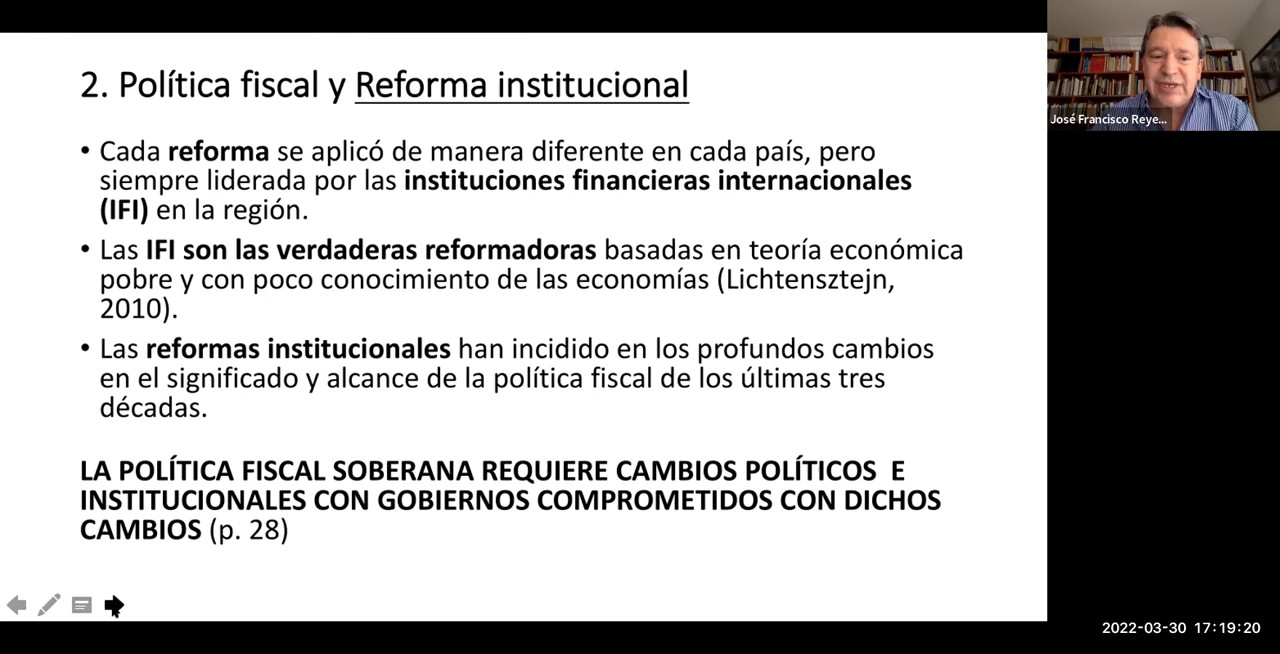 2. Política fiscal y Reforma institucional
• Cada reforma se aplicó de manera diferente en cada país, pero
siempre liderada por las instituciones financieras internacionales
(IFI) en la región.
• Las IFI son las verdaderas reformadoras basadas en teoría económica
pobre y con poco conocimiento de las economías (Lichtensztejn,
2010).
• Las reformas institucionales han incidido en los profundos cambios
en el significado y alcance de la política fiscal de los últimas tres
décadas.
LA POLÍTICA FISCAL SOBERANA REQUIERE CAMBIOS POLÍTICOS E
INSTITUCIONALES CON GOBIERNOS COMPROMETIDOS CON DICHOS
CAMBIOS (p. 28)
José Francisco Reye...
2022-03-30 17:19:20